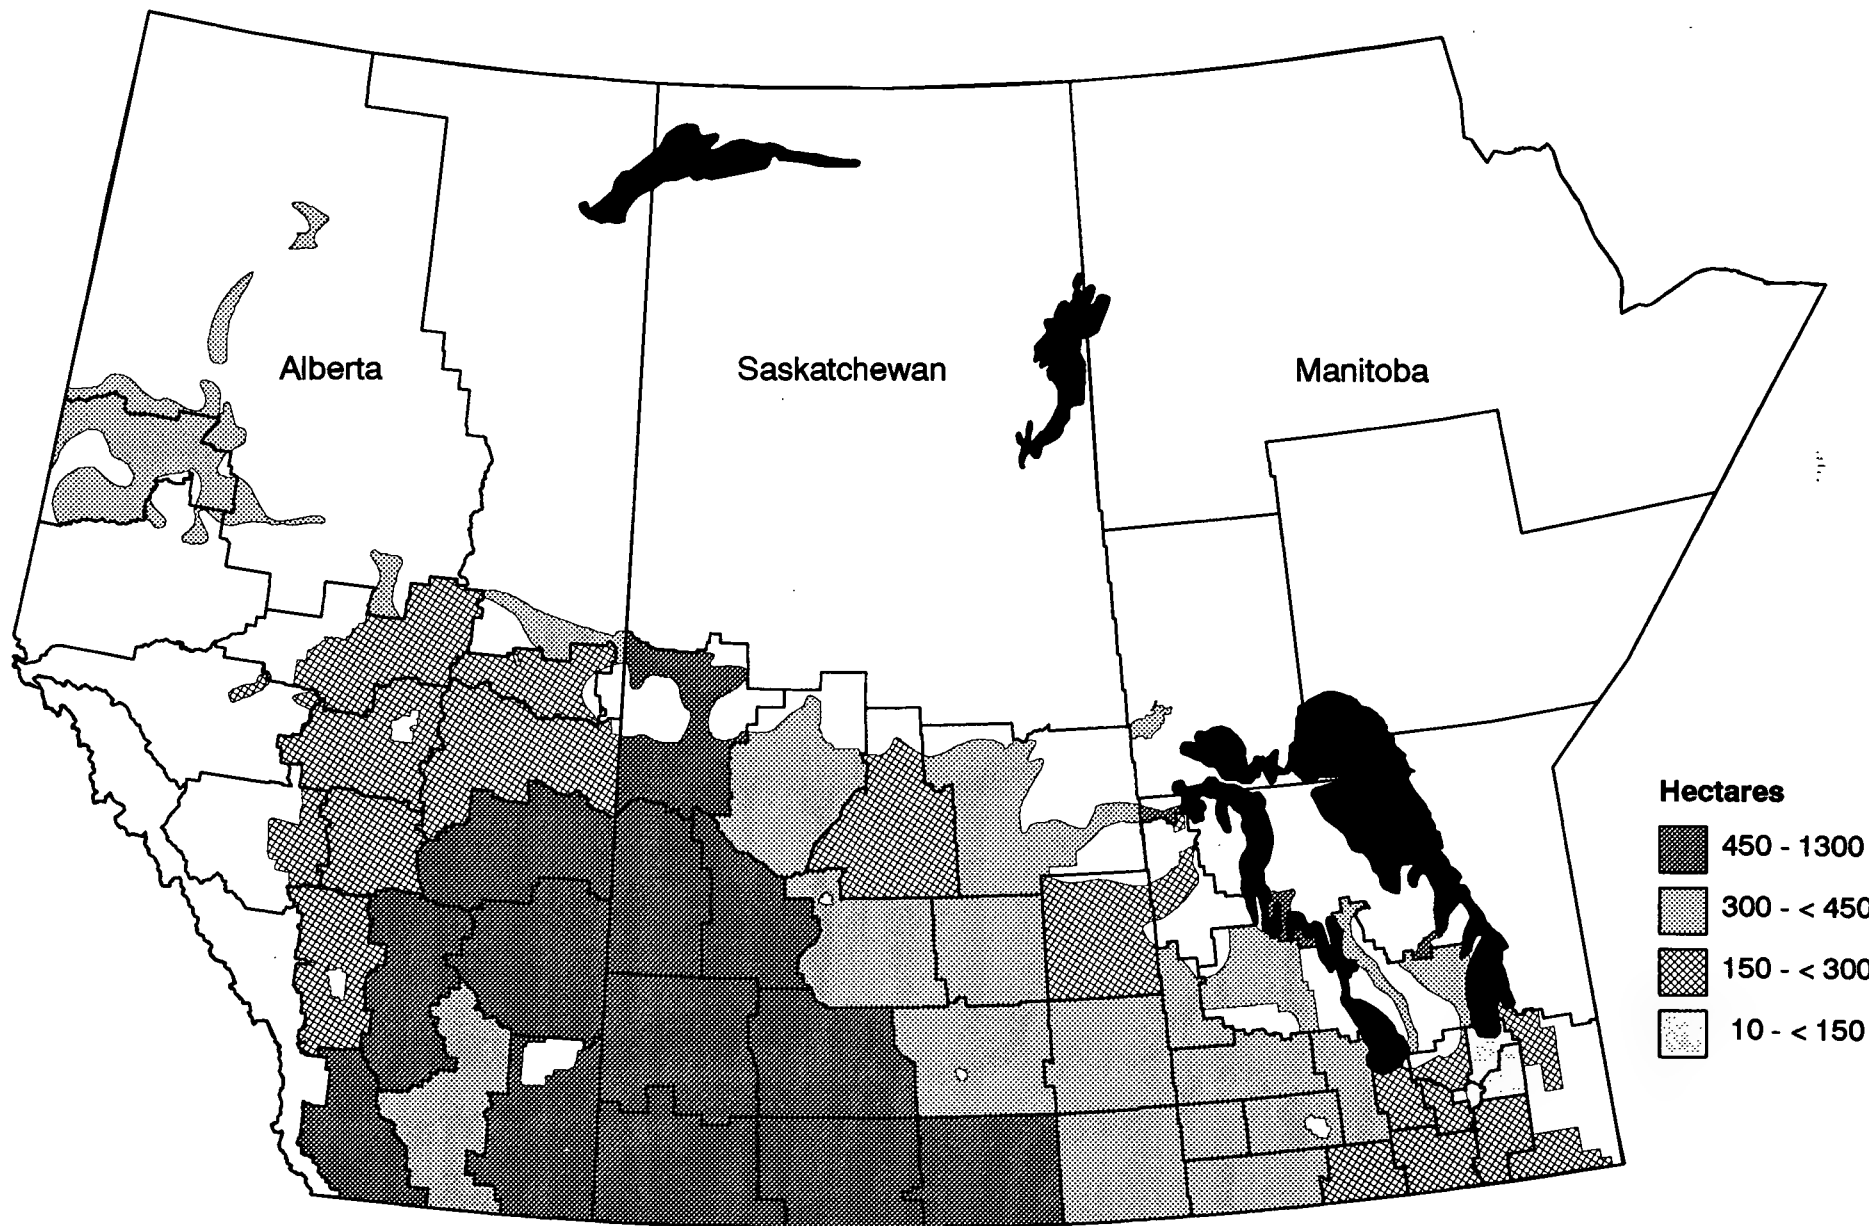 Alberta
Saskatchewan
Manitoba
Hectares
450 - 1300
300 - < 450
150 - < 300
10 - < 150